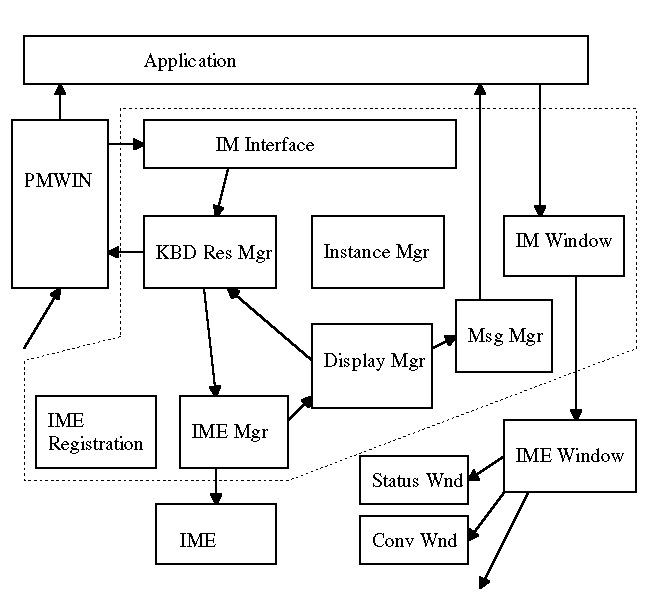 Application
IM Interface
PMWIN
KBD Res Mgr
Instance Mgr
IM Window
Msg Mgr
Display Mgr
IME
Registration
IME Mgr
IME Window
Status Wnd
IME
Conv Wnd